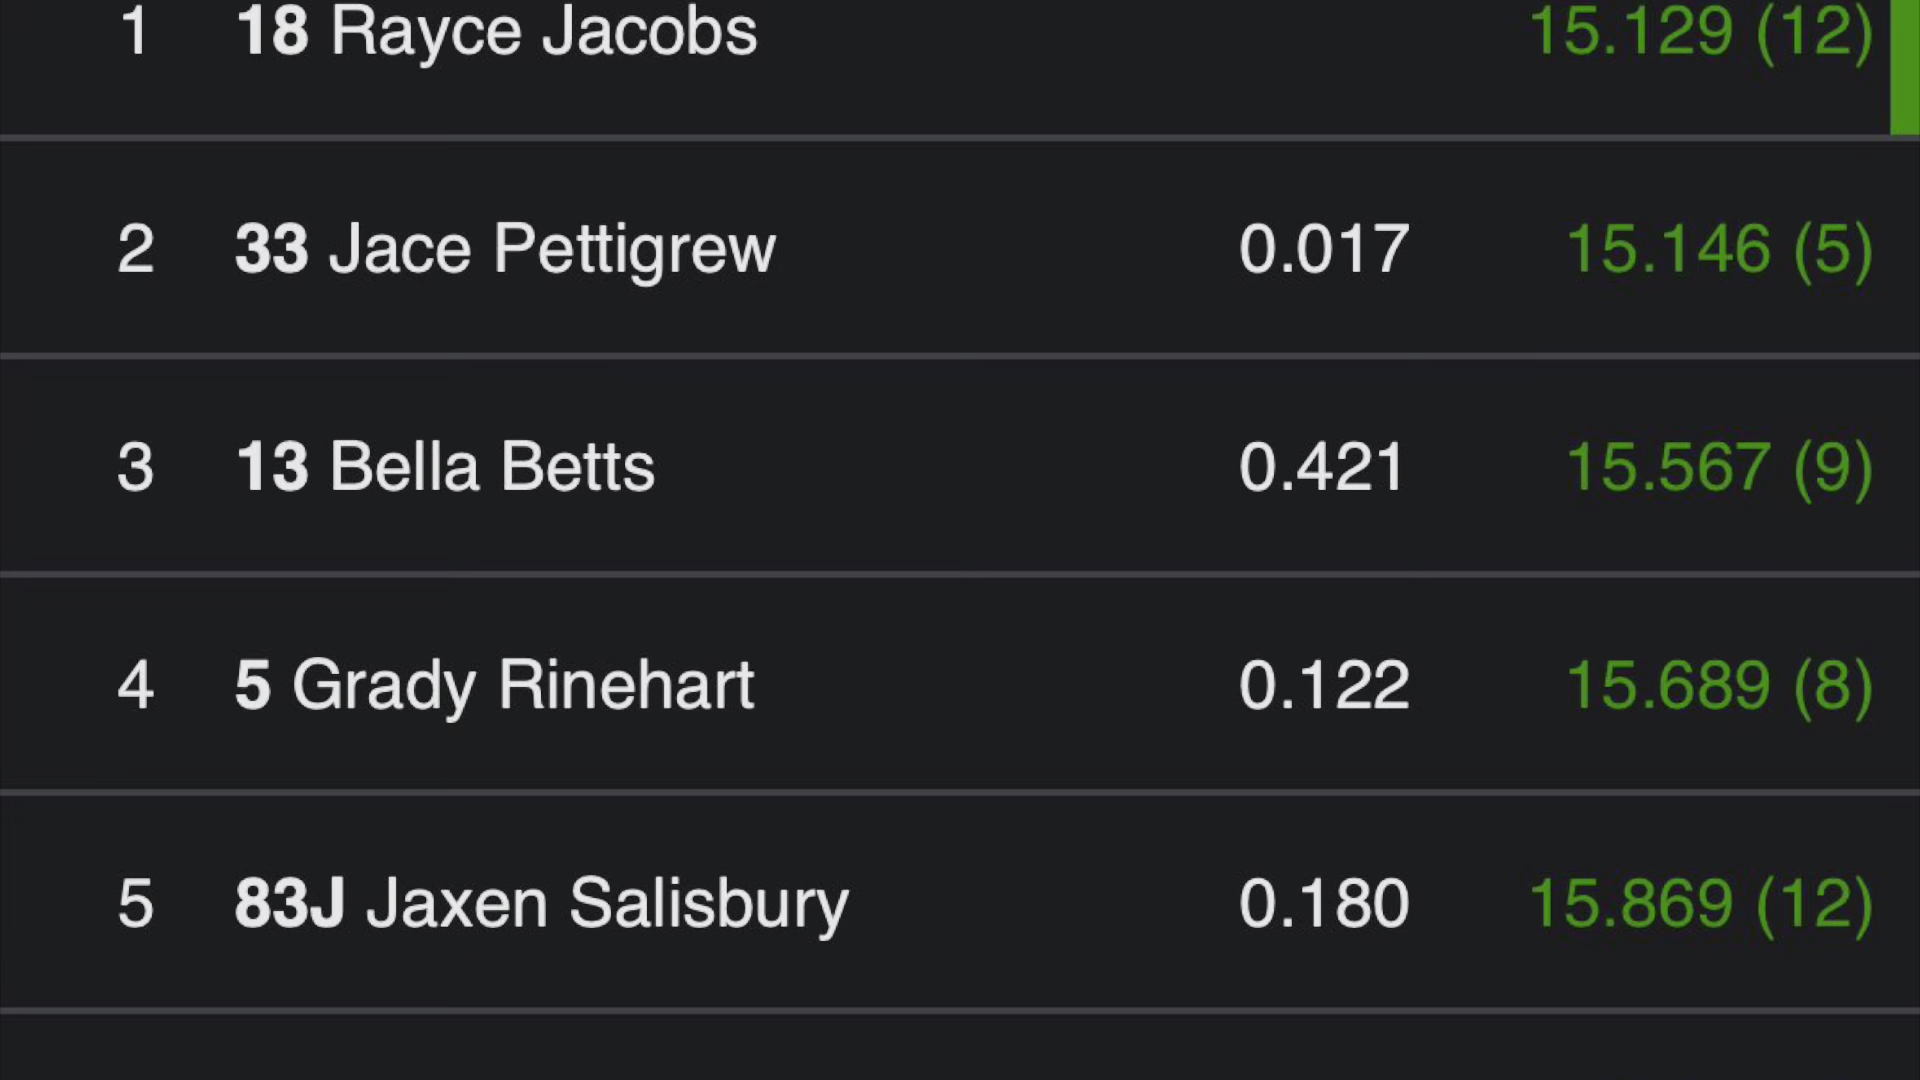 1 18 Rayce Jacobs 15.129 (12)
2 33 Jace Pettigrew 0.017 15.146 (5)
3 13 Bella Betts 0.421 15.567 (9)
4 5 Grady Rinehart 0.122 15.689 (8)
5 83J Jaxen Salisbury 0.180 15.869 (12)